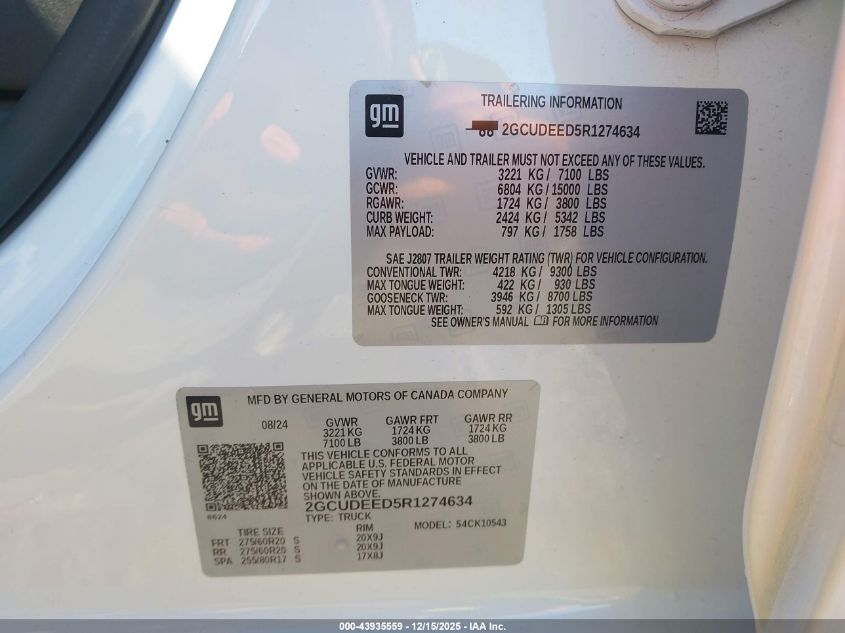 gm
TRAILERING INFORMATION
2GCUDEED5R1274634
VEHICLE AND TRAILER MUST NOT EXCEED ANY OF THESE VALUES.
GVWR: 3221 KG / 7100 LBS
GCWR: 6804 KG / 15000 LBS
RGAWR: 1724 KG / 3800 LBS
CURB WEIGHT: 2424 KG / 5342 LBS
MAX PAYLOAD: 797 KG / 1758 LBS
SAE J2807 TRAILER WEIGHT RATING (TWR) FOR VEHICLE CONFIGURATION.
CONVENTIONAL TWR: 4218 KG / 9300 LBS
MAX TONGUE WEIGHT: 422 KG / 930 LBS
GOOSENECK TWR: 3946 KG / 8700 LBS
MAX TONGUE WEIGHT: 592 KG / 1305 LBS
SEE OWNER'S MANUAL FOR MORE INFORMATION
gm
MFD BY GENERAL MOTORS OF CANADA COMPANY
08/24 GVWR GAWR FRT GAWR RR
3221 KG 1724 KG 1724 KG
7100 LB 3800 LB 3800 LB
THIS VEHICLE CONFORMS TO ALL
APPLICABLE U.S. FEDERAL MOTOR
VEHICLE SAFETY STANDARDS IN EFFECT
ON THE DATE OF MANUFACTURE
SHOWN ABOVE.
2GCUDEED5R1274634
6624 TYPE: TRUCK MODEL: 54CK10543
TIRE SIZE RIM
FRT 275/60R20 S 20X9J
RR 275/60R20 S 20X9J
SPA 255/80R17 S 17X8J
000-43935559 - 12/15/2025 - IAA Inc.